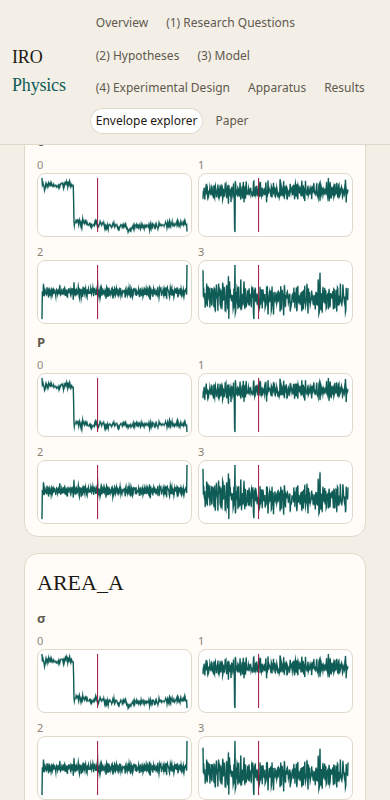 IRO
Physics
Overview
(1) Research Questions
(2) Hypotheses
(3) Model
(4) Experimental Design
Apparatus
Results
Envelope explorer
Paper
0
1
2
3
P
0
1
2
3
AREA_A
σ
0
1
2
3